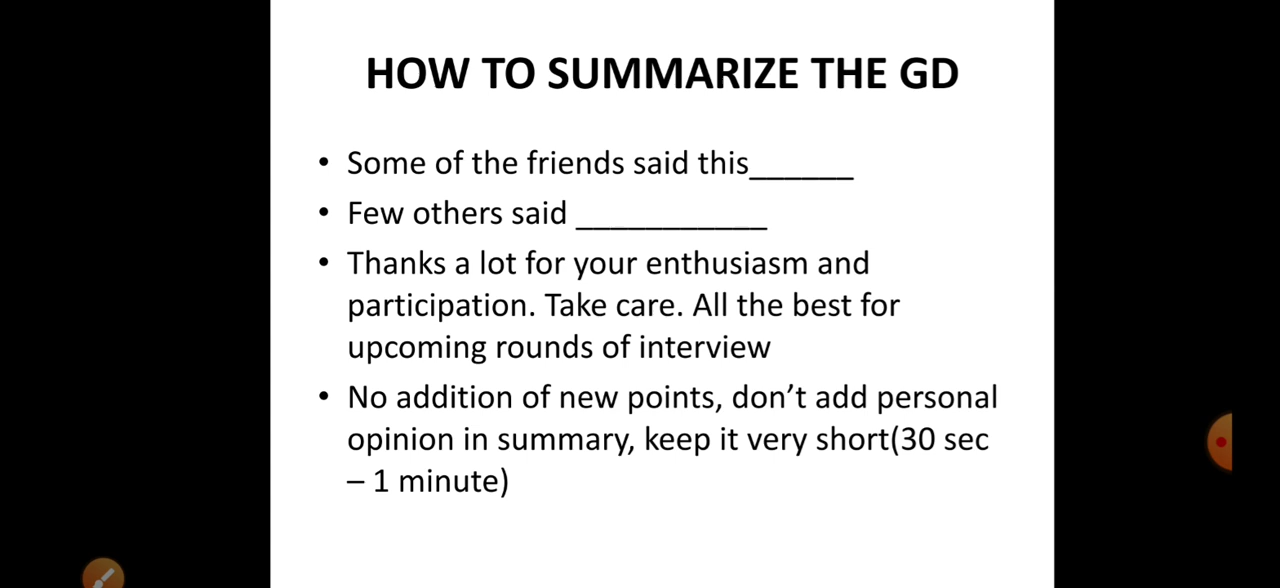 HOW TO SUMMARIZE THE GD
• Some of the friends said this______
• Few others said ___________
• Thanks a lot for your enthusiasm and
participation. Take care. All the best for
upcoming rounds of interview
• No addition of new points, don’t add personal
opinion in summary, keep it very short(30 sec
– 1 minute)